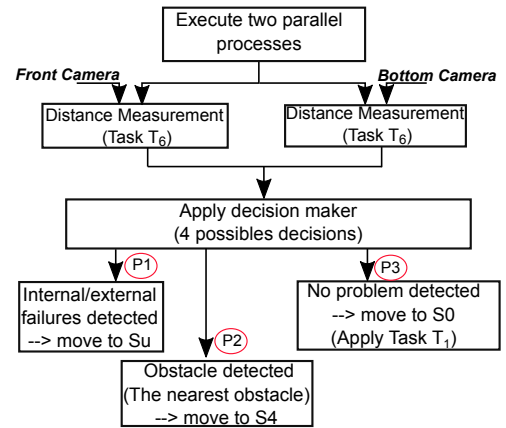 Execute two parallel
processes
Front Camera
Bottom Camera
Distance Measurement
(Task T6)
Distance Measurement
(Task T6)
Apply decision maker
(4 possibles decisions)
P1
P3
Internal/external
failures detected
--> move to Su
No problem detected
--> move to S0
(Apply Task T1)
P2
Obstacle detected
(The nearest obstacle)
--> move to S4